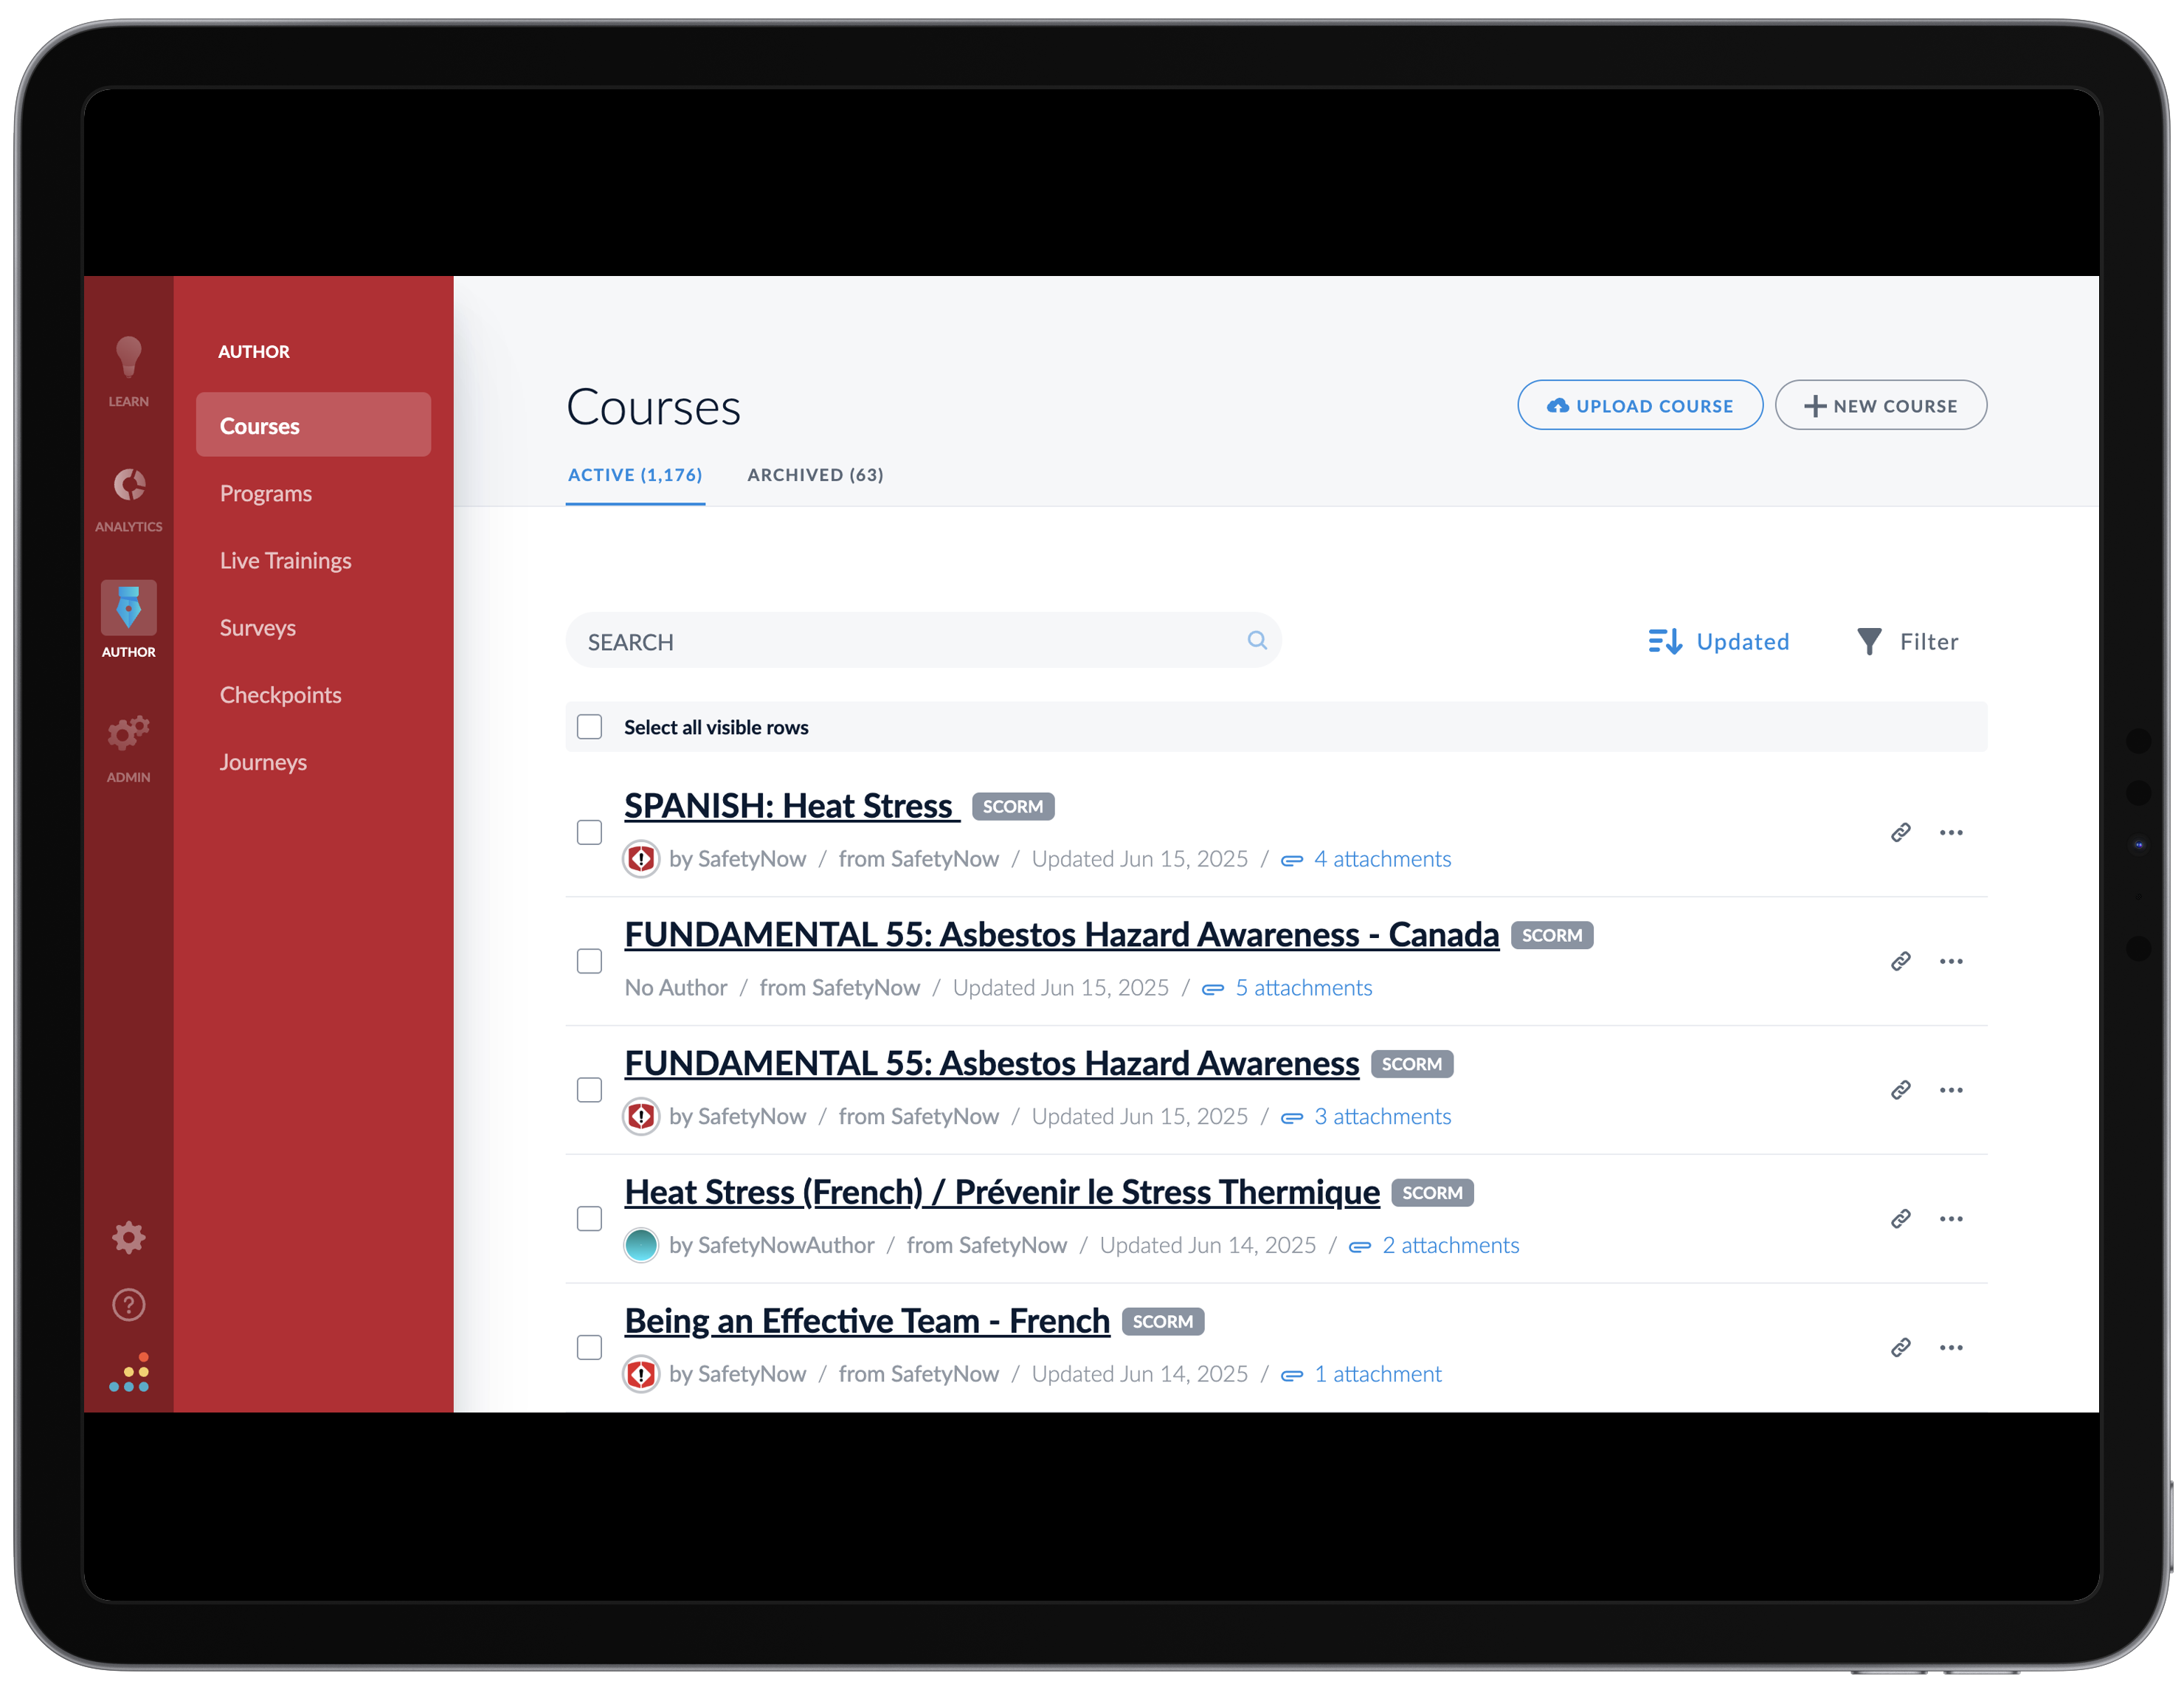 LEARN
ANALYTICS
AUTHOR
ADMIN
AUTHOR
Courses
Programs
Live Trainings
Surveys
Checkpoints
Journeys
?
Courses
UPLOAD COURSE
NEW COURSE
ACTIVE (1,176)
ARCHIVED (63)
SEARCH
Updated
Filter
Select all visible rows
SPANISH: Heat Stress SCORM
by SafetyNow / from SafetyNow / Updated Jun 15, 2025 / 4 attachments
FUNDAMENTAL 55: Asbestos Hazard Awareness - Canada SCORM
No Author / from SafetyNow / Updated Jun 15, 2025 / 5 attachments
FUNDAMENTAL 55: Asbestos Hazard Awareness SCORM
by SafetyNow / from SafetyNow / Updated Jun 15, 2025 / 3 attachments
Heat Stress (French) / Prévenir le Stress Thermique SCORM
by SafetyNowAuthor / from SafetyNow / Updated Jun 14, 2025 / 2 attachments
Being an Effective Team - French SCORM
by SafetyNow / from SafetyNow / Updated Jun 14, 2025 / 1 attachment